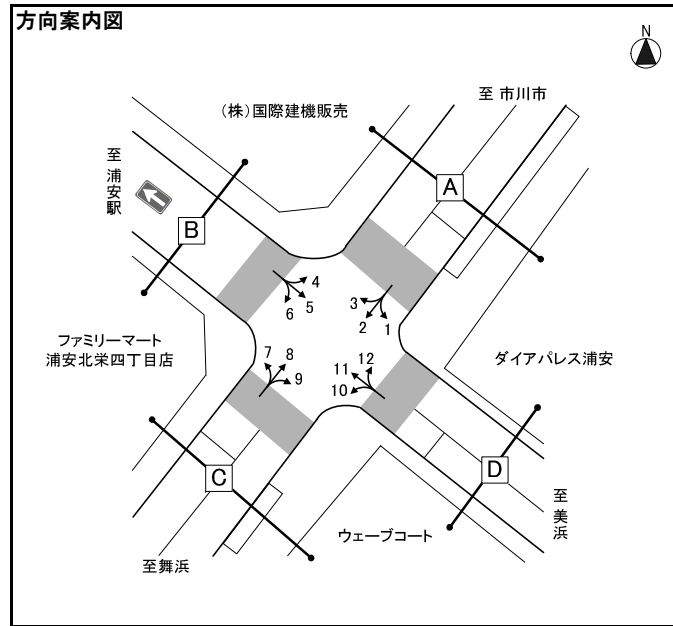 方向案内図
N
至 市川市
(株)国際建機販売
至浦安駅
A
B
4
5
6
3
2
1
ファミリーマート
浦安北栄四丁目店
7
8
9
11
12
10
ダイアパレス浦安
C
D
至美浜
ウェーブコート
至舞浜